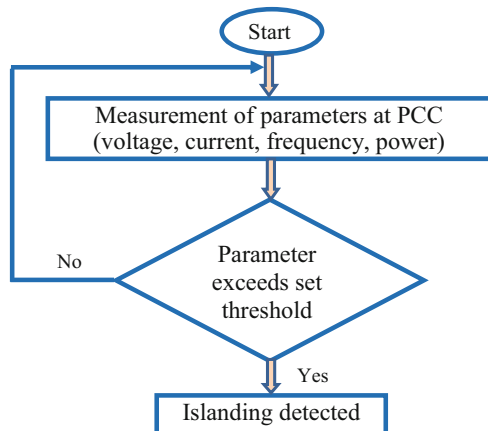 Start
Measurement of parameters at PCC
(voltage, current, frequency, power)
No
Parameter
exceeds set
threshold
Yes
Islanding detected